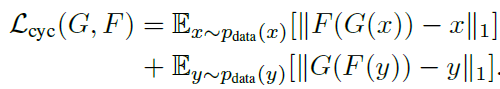 ℒ_cyc(G, F) = 𝔼_{x∼p_data(x)}[‖F(G(x)) − x‖₁]
+ 𝔼_{y∼p_data(y)}[‖G(F(y)) − y‖₁].